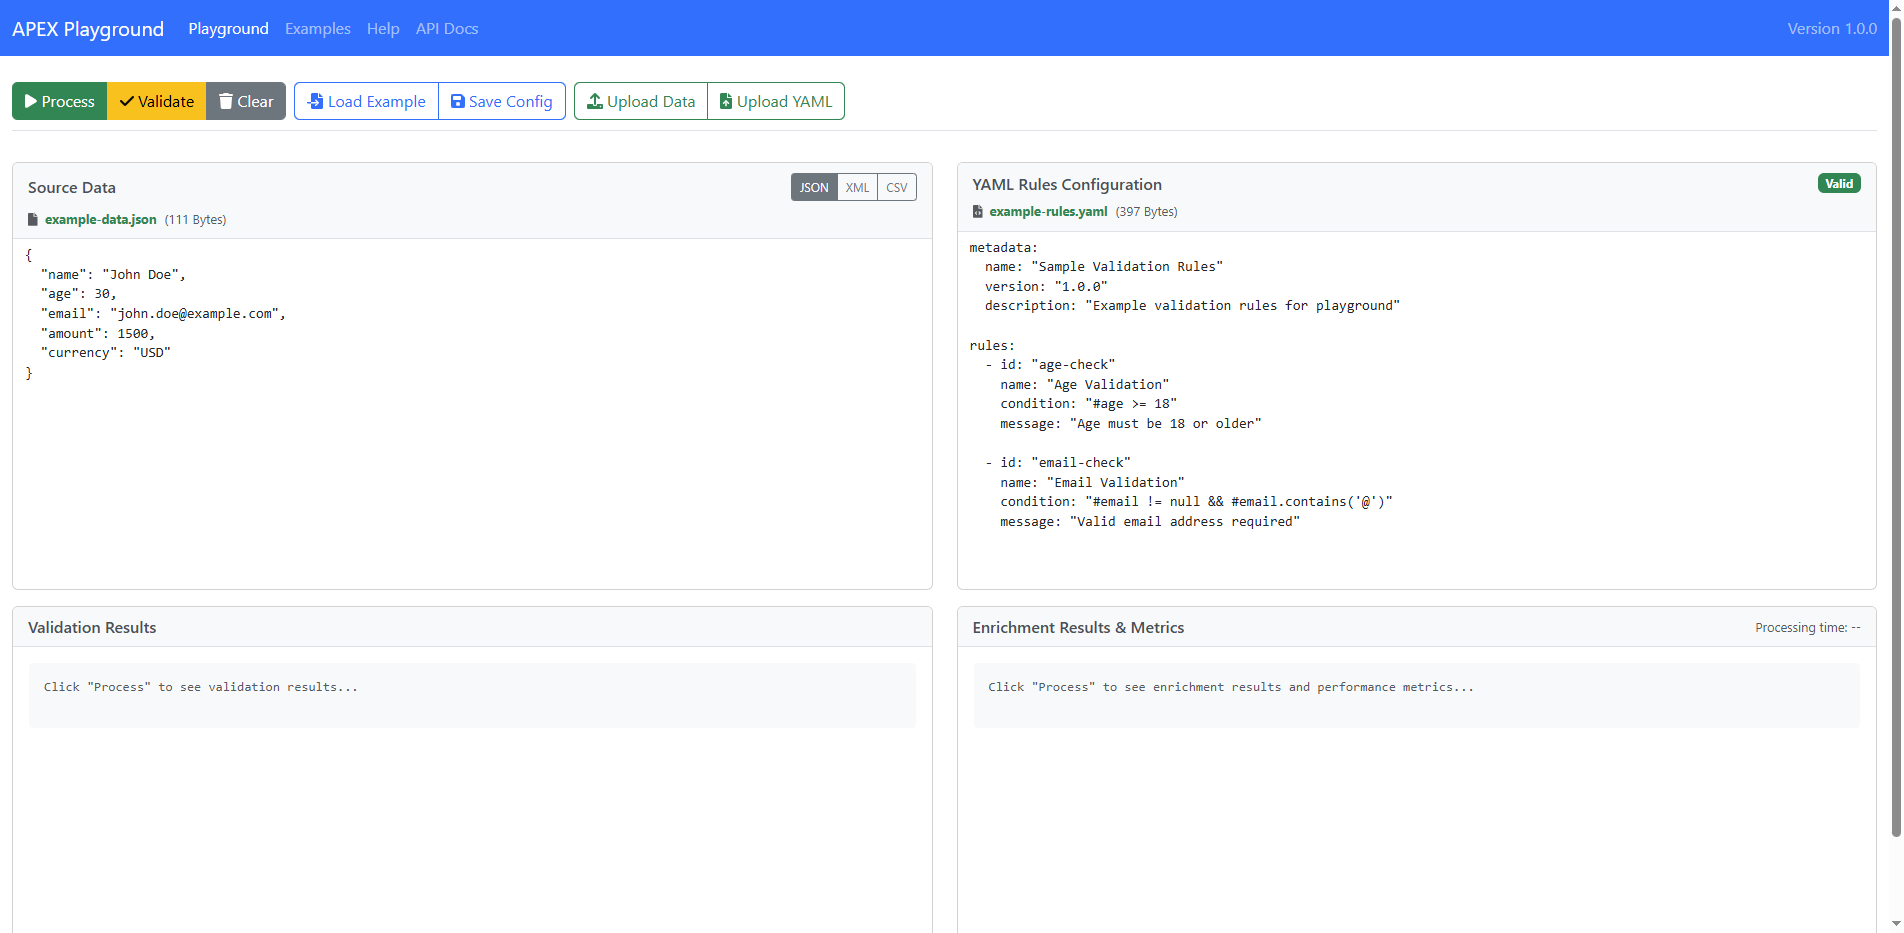 APEX Playground Playground Examples Help API Docs Version 1.0.0
Process Validate Clear Load Example Save Config Upload Data Upload YAML
Source Data JSON XML CSV
example-data.json (111 Bytes)
{
  "name": "John Doe",
  "age": 30,
  "email": "john.doe@example.com",
  "amount": 1500,
  "currency": "USD"
}
YAML Rules Configuration Valid
example-rules.yaml (397 Bytes)
metadata:
  name: "Sample Validation Rules"
  version: "1.0.0"
  description: "Example validation rules for playground"
rules:
  - id: "age-check"
    name: "Age Validation"
    condition: "#age >= 18"
    message: "Age must be 18 or older"
  - id: "email-check"
    name: "Email Validation"
    condition: "#email != null && #email.contains('@')"
    message: "Valid email address required"
Validation Results
Click "Process" to see validation results...
Enrichment Results & Metrics Processing time: --
Click "Process" to see enrichment results and performance metrics...